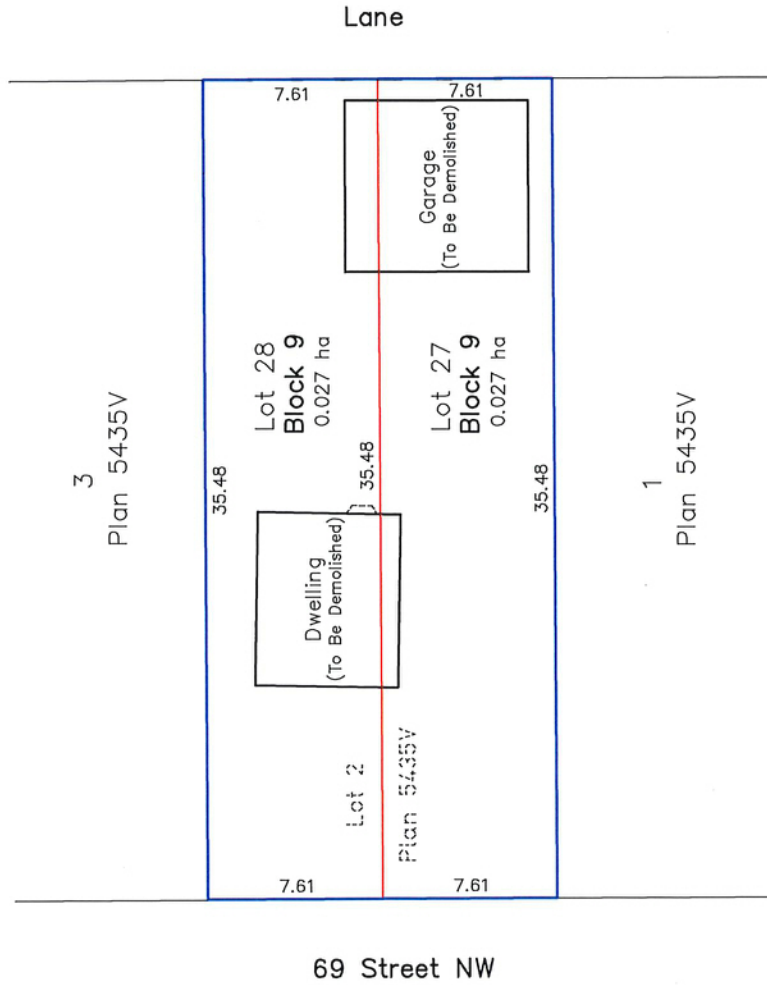 Lane
7.61
7.61
Garage
(To Be Demolished)
Lot 28
Block 9
0.027 ha
Lot 27
Block 9
0.027 ha
3
Plan 5435V
35.48
35.48
35.48
1
Plan 5435V
Dwelling
(To Be Demolished)
Lot 2
Plan 5435V
7.61
7.61
69 Street NW